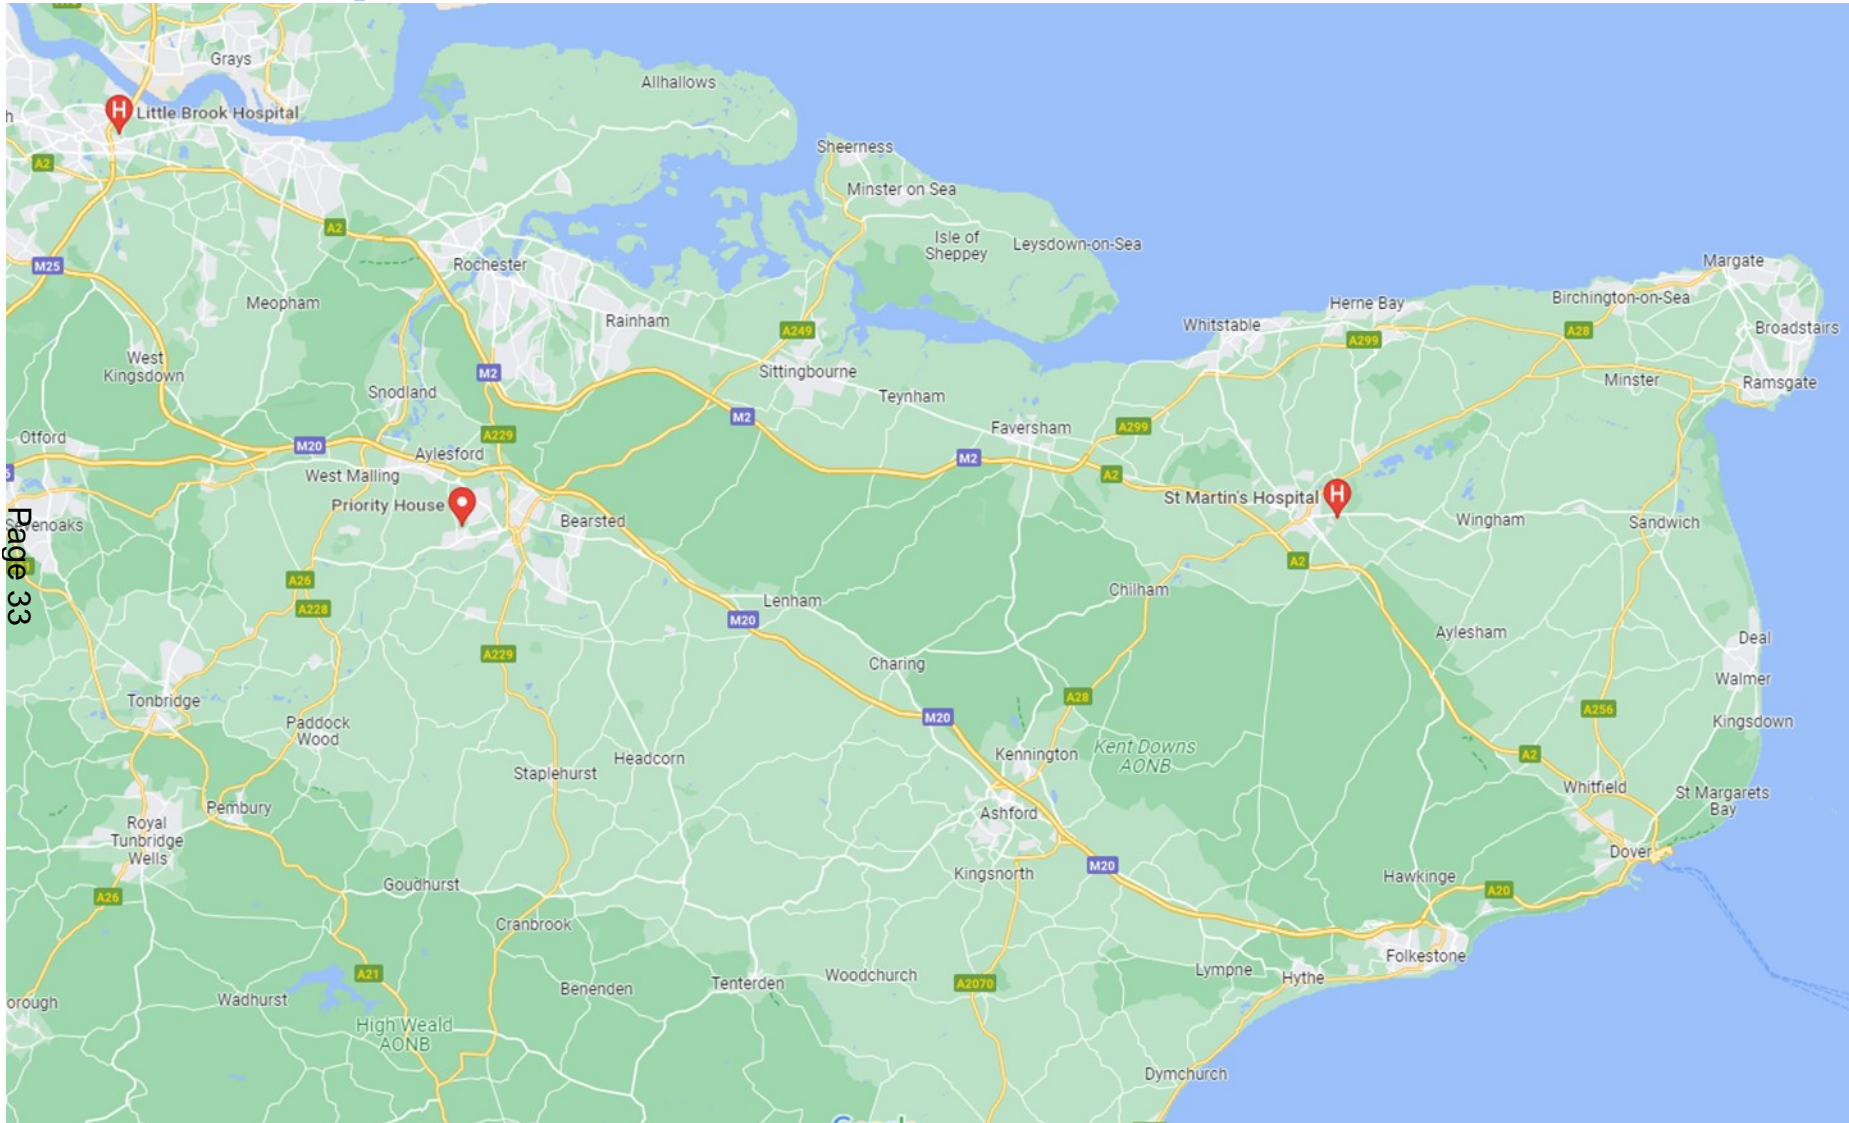 Grays
Allhallows
Little Brook Hospital
H
Sheerness
A2
Minster on Sea
A2
Isle of
Sheppey
Leysdown-on-Sea
M25
Rochester
Margate
Meopham
Herne Bay
Birchington-on-Sea
Rainham
Whitstable
A249
A28
Broadstairs
A299
West
Kingsdown
M2
Sittingbourne
Minster
Ramsgate
Snodland
Teynham
M2
A299
Faversham
Otford
A229
M20
Aylesford
M2
A2
West Malling
St Martin's Hospital
H
Priority House
Bearsted
Wingham
Sandwich
Sevenoaks
Page 33
A2
A26
Chilham
Lenham
A228
M20
Aylesham
Deal
A229
Charing
Walmer
Tonbridge
A28
A256
M20
Kingsdown
Paddock
Wood
Kent Downs
AONB
Kennington
A2
Headcorn
Staplehurst
Whitfield
St Margarets
Bay
Pembury
Ashford
Royal
Tunbridge
Wells
Dover
M20
Kingsnorth
Hawkinge
Goudhurst
A20
A26
Cranbrook
Folkestone
A21
Woodchurch
Lympne
Hythe
A2070
Tenterden
Benenden
Wadhurst
orough
High Weald
AONB
Dymchurch